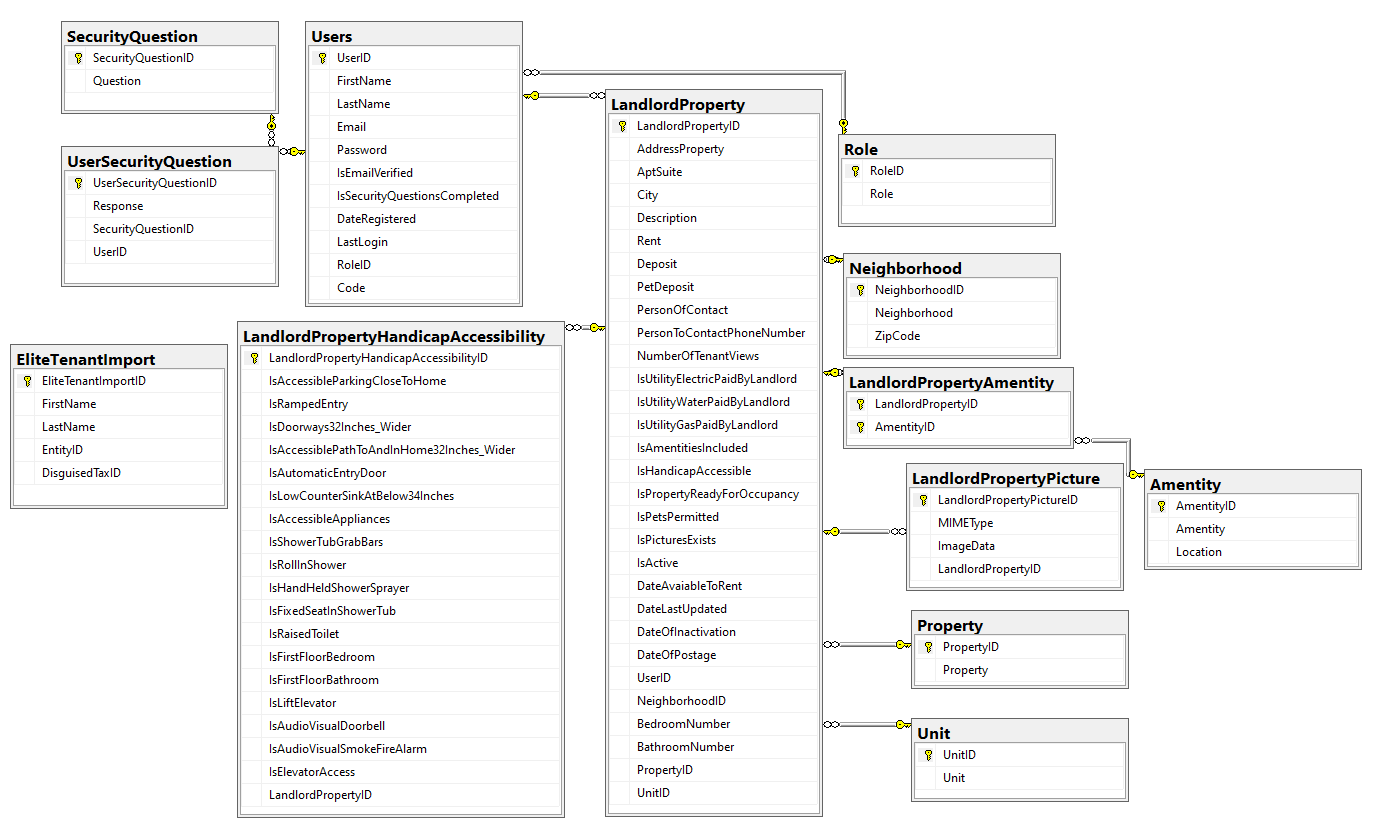 SecurityQuestion
SecurityQuestionID
Question
Users
UserID
FirstName
LastName
Email
Password
IsEmailVerified
IsSecurityQuestionsCompleted
DateRegistered
LastLogin
RoleID
Code
UserSecurityQuestion
UserSecurityQuestionID
Response
SecurityQuestionID
UserID
LandlordProperty
LandlordPropertyID
AddressProperty
AptSuite
City
Description
Rent
Deposit
PetDeposit
PersonOfContact
PersonToContactPhoneNumber
NumberOfTenantViews
IsUtilityElectricPaidByLandlord
IsUtilityWaterPaidByLandlord
IsUtilityGasPaidByLandlord
IsAmentitiesIncluded
IsHandicapAccessible
IsPropertyReadyForOccupancy
IsPetsPermitted
IsPicturesExists
IsActive
DateAvaiableToRent
DateLastUpdated
DateOfInactivation
DateOfPostage
UserID
NeighborhoodID
BedroomNumber
BathroomNumber
PropertyID
UnitID
Role
RoleID
Role
Neighborhood
NeighborhoodID
Neighborhood
ZipCode
LandlordPropertyHandicapAccessibility
LandlordPropertyHandicapAccessibilityID
IsAccessibleParkingCloseToHome
IsRampedEntry
IsDoorways32Inches_Wider
IsAccessiblePathToAndInHome32Inches_Wider
IsAutomaticEntryDoor
IsLowCounterSinkAtBelow34Inches
IsAccessibleAppliances
IsShowerTubGrabBars
IsRollInShower
IsHandHeldShowerSprayer
IsFixedSeatInShowerTub
IsRaisedToilet
IsFirstFloorBedroom
IsFirstFloorBathroom
IsLiftElevator
IsAudioVisualDoorbell
IsAudioVisualSmokeFireAlarm
IsElevatorAccess
LandlordPropertyID
EliteTenantImport
EliteTenantImportID
FirstName
LastName
EntityID
DisguisedTaxID
LandlordPropertyAmentity
LandlordPropertyID
AmentityID
LandlordPropertyPicture
LandlordPropertyPictureID
MIMEType
ImageData
LandlordPropertyID
Amentity
AmentityID
Amentity
Location
Property
PropertyID
Property
Unit
UnitID
Unit